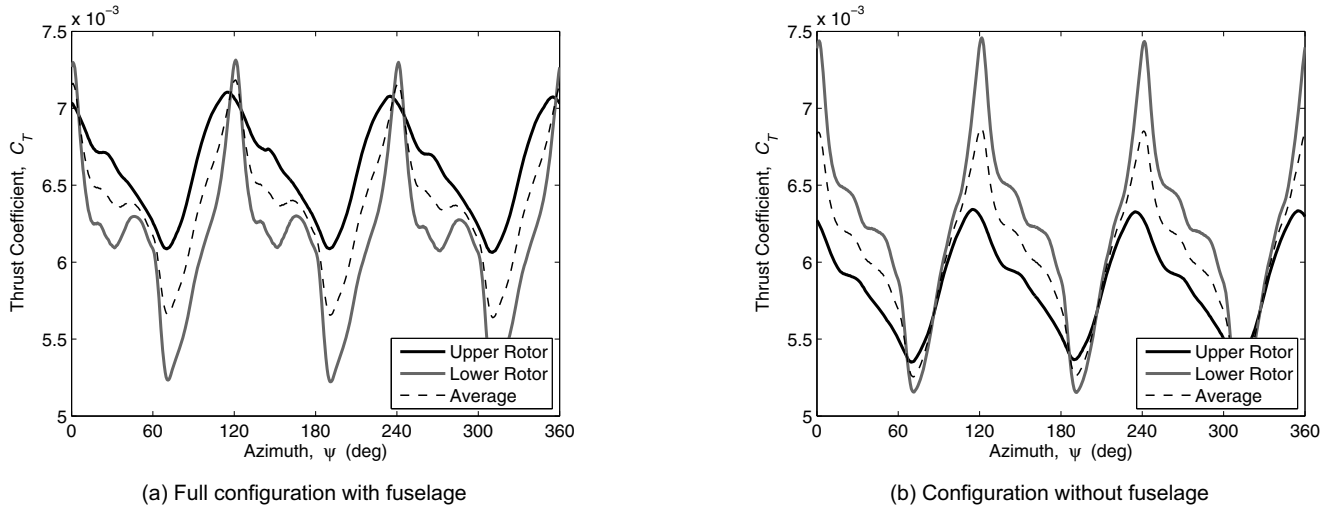 x 10⁻³
7.5
7
6.5
6
5.5
5
Thrust Coefficient, C_T
Upper Rotor
Lower Rotor
Average
0 60 120 180 240 300 360
Azimuth, ψ (deg)
(a) Full configuration with fuselage
x 10⁻³
7.5
7
6.5
6
5.5
5
Thrust Coefficient, C_T
Upper Rotor
Lower Rotor
Average
0 60 120 180 240 300 360
Azimuth, ψ (deg)
(b) Configuration without fuselage